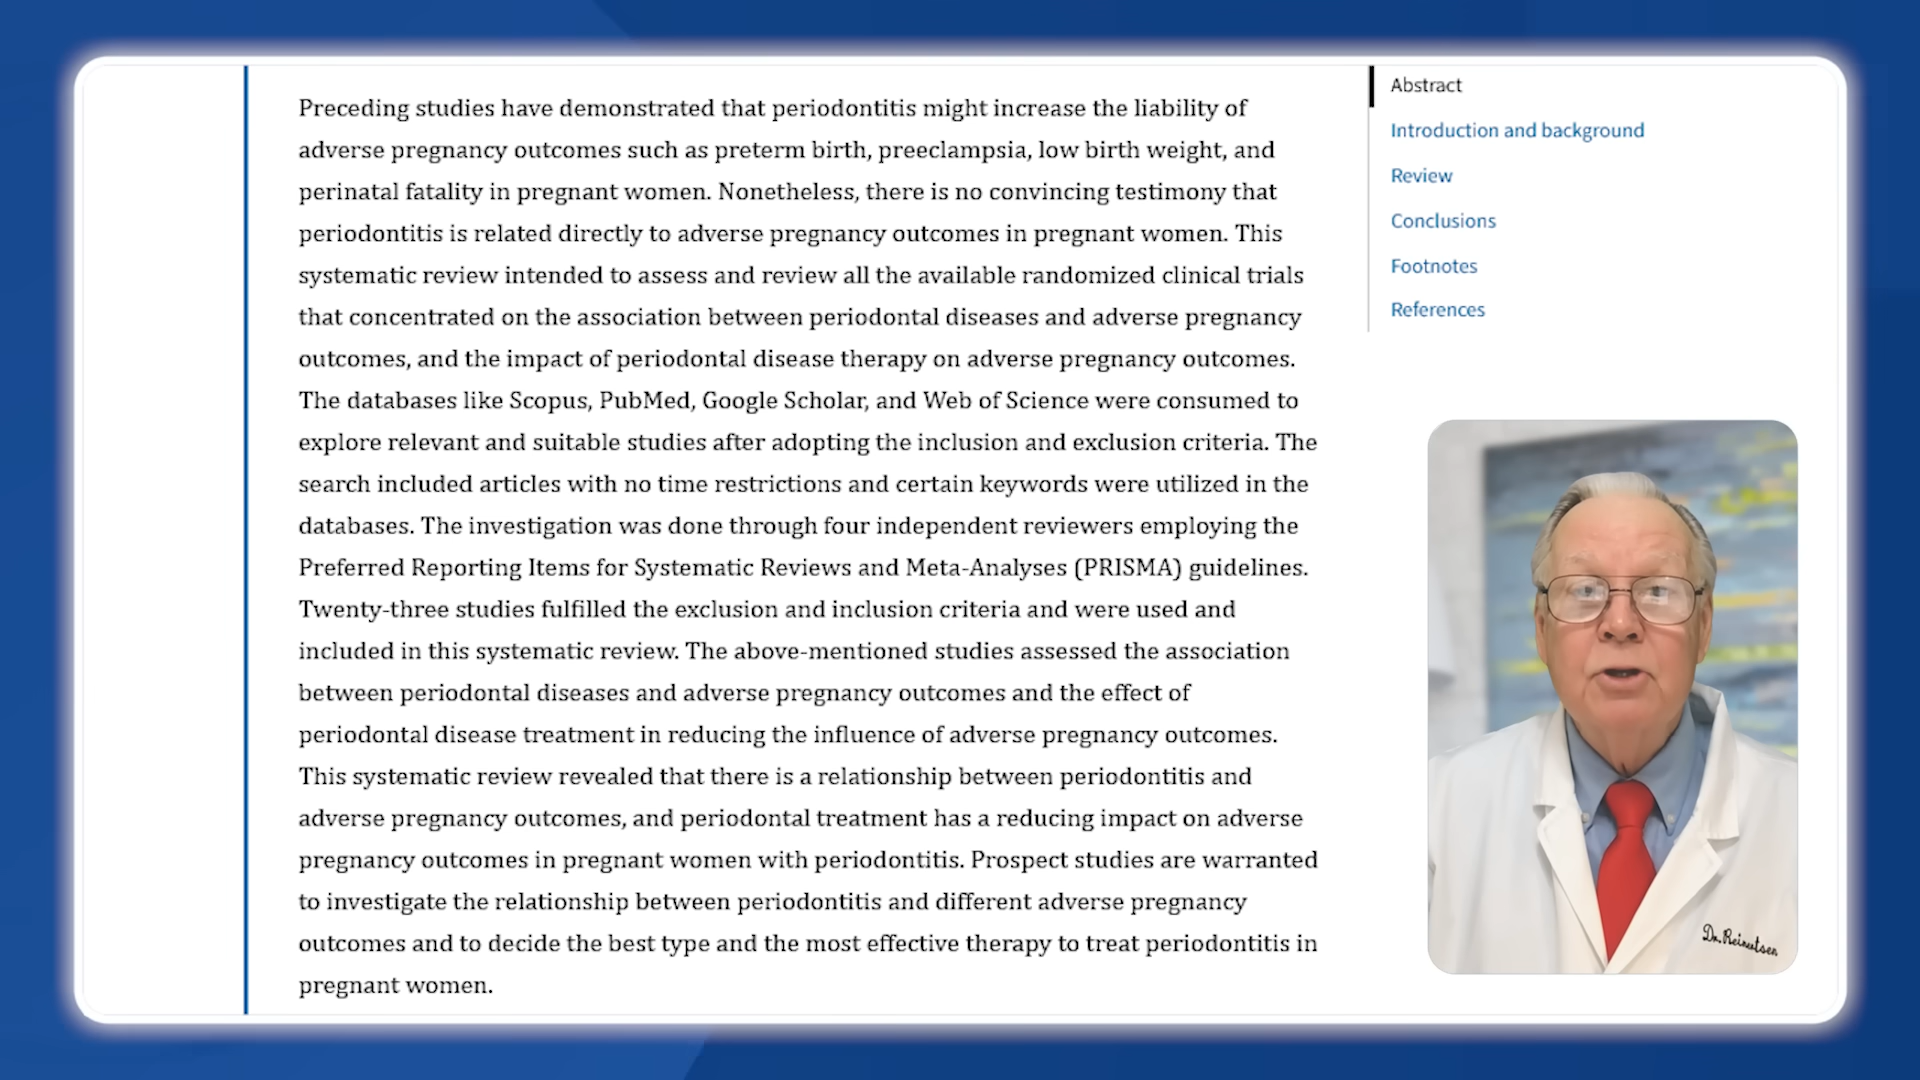 Preceding studies have demonstrated that periodontitis might increase the liability of
adverse pregnancy outcomes such as preterm birth, preeclampsia, low birth weight, and
perinatal fatality in pregnant women. Nonetheless, there is no convincing testimony that
periodontitis is related directly to adverse pregnancy outcomes in pregnant women. This
systematic review intended to assess and review all the available randomized clinical trials
that concentrated on the association between periodontal diseases and adverse pregnancy
outcomes, and the impact of periodontal disease therapy on adverse pregnancy outcomes.
The databases like Scopus, PubMed, Google Scholar, and Web of Science were consumed to
explore relevant and suitable studies after adopting the inclusion and exclusion criteria. The
search included articles with no time restrictions and certain keywords were utilized in the
databases. The investigation was done through four independent reviewers employing the
Preferred Reporting Items for Systematic Reviews and Meta-Analyses (PRISMA) guidelines.
Twenty-three studies fulfilled the exclusion and inclusion criteria and were used and
included in this systematic review. The above-mentioned studies assessed the association
between periodontal diseases and adverse pregnancy outcomes and the effect of
periodontal disease treatment in reducing the influence of adverse pregnancy outcomes.
This systematic review revealed that there is a relationship between periodontitis and
adverse pregnancy outcomes, and periodontal treatment has a reducing impact on adverse
pregnancy outcomes in pregnant women with periodontitis. Prospect studies are warranted
to investigate the relationship between periodontitis and different adverse pregnancy
outcomes and to decide the best type and the most effective therapy to treat periodontitis in
pregnant women.
Abstract
Introduction and background
Review
Conclusions
Footnotes
References
Dr.